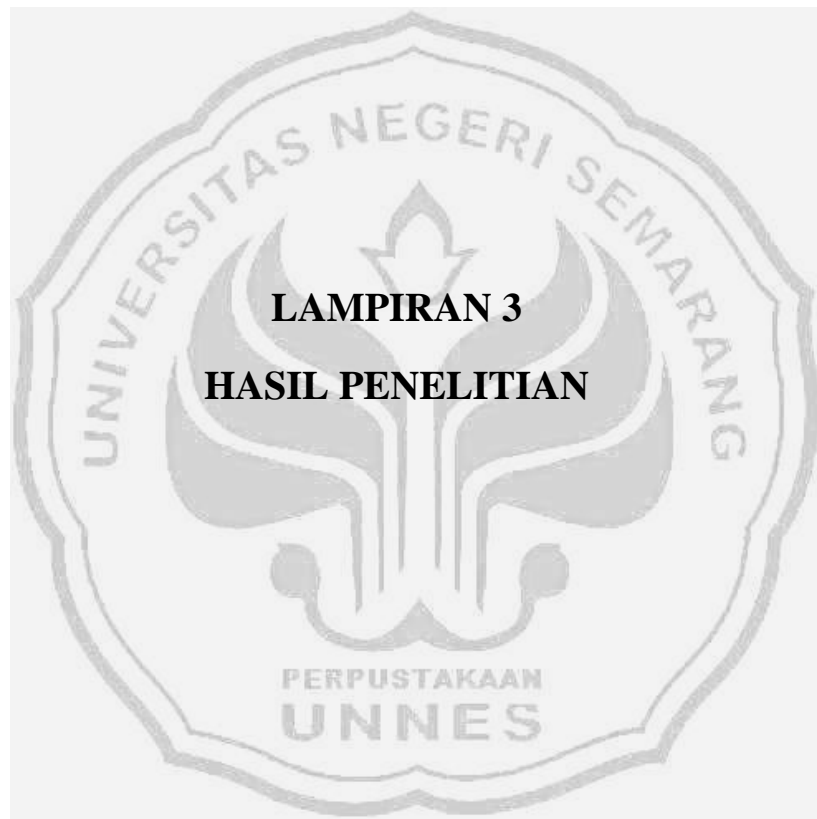 UNIVERSITAS NEGERI SEMARANG
LAMPIRAN 3
HASIL PENELITIAN
PERPUSTAKAAN
UNNES